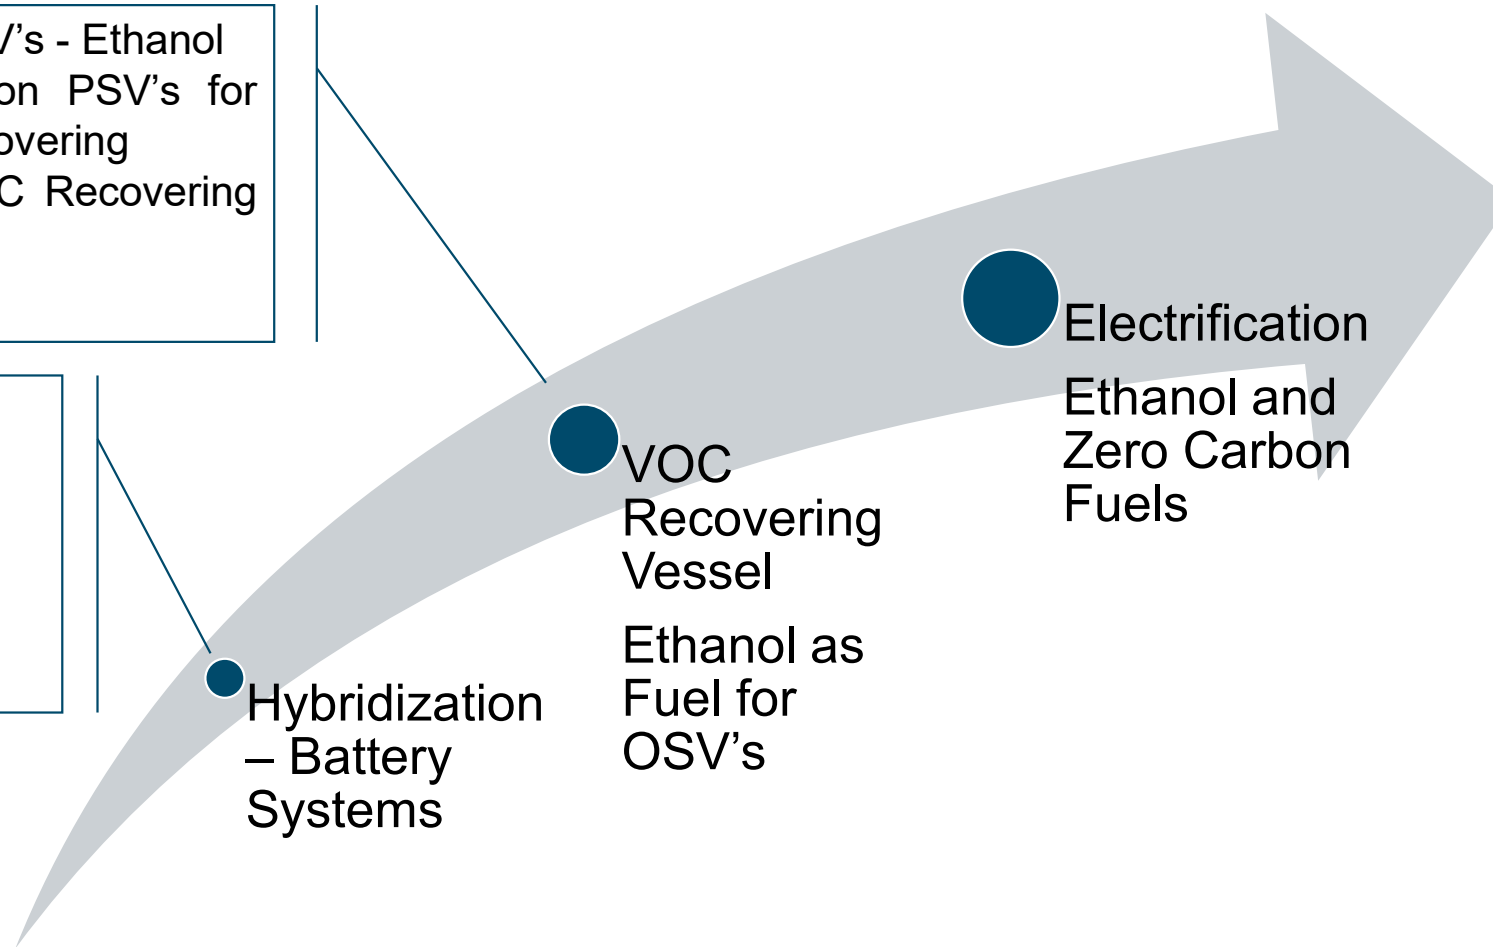 V's - Ethanol
on PSV's for
overing
C Recovering
Electrification
Ethanol and
Zero Carbon
Fuels
VOC
Recovering
Vessel
Ethanol as
Fuel for
OSV's
Hybridization
– Battery
Systems